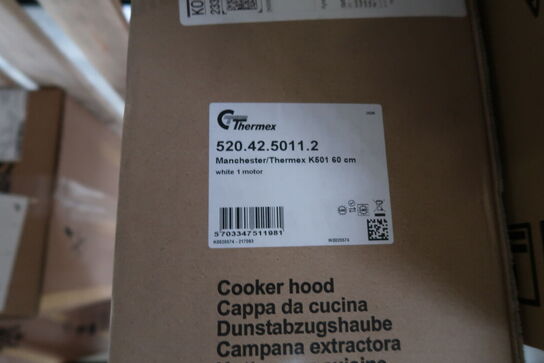 Thermex
520.42.5011.2
Manchester/Thermex K501 60 cm
white 1 motor
5703347511981
Cooker hood
Cappa da cucina
Dunstabzugshaube
Campana extractora